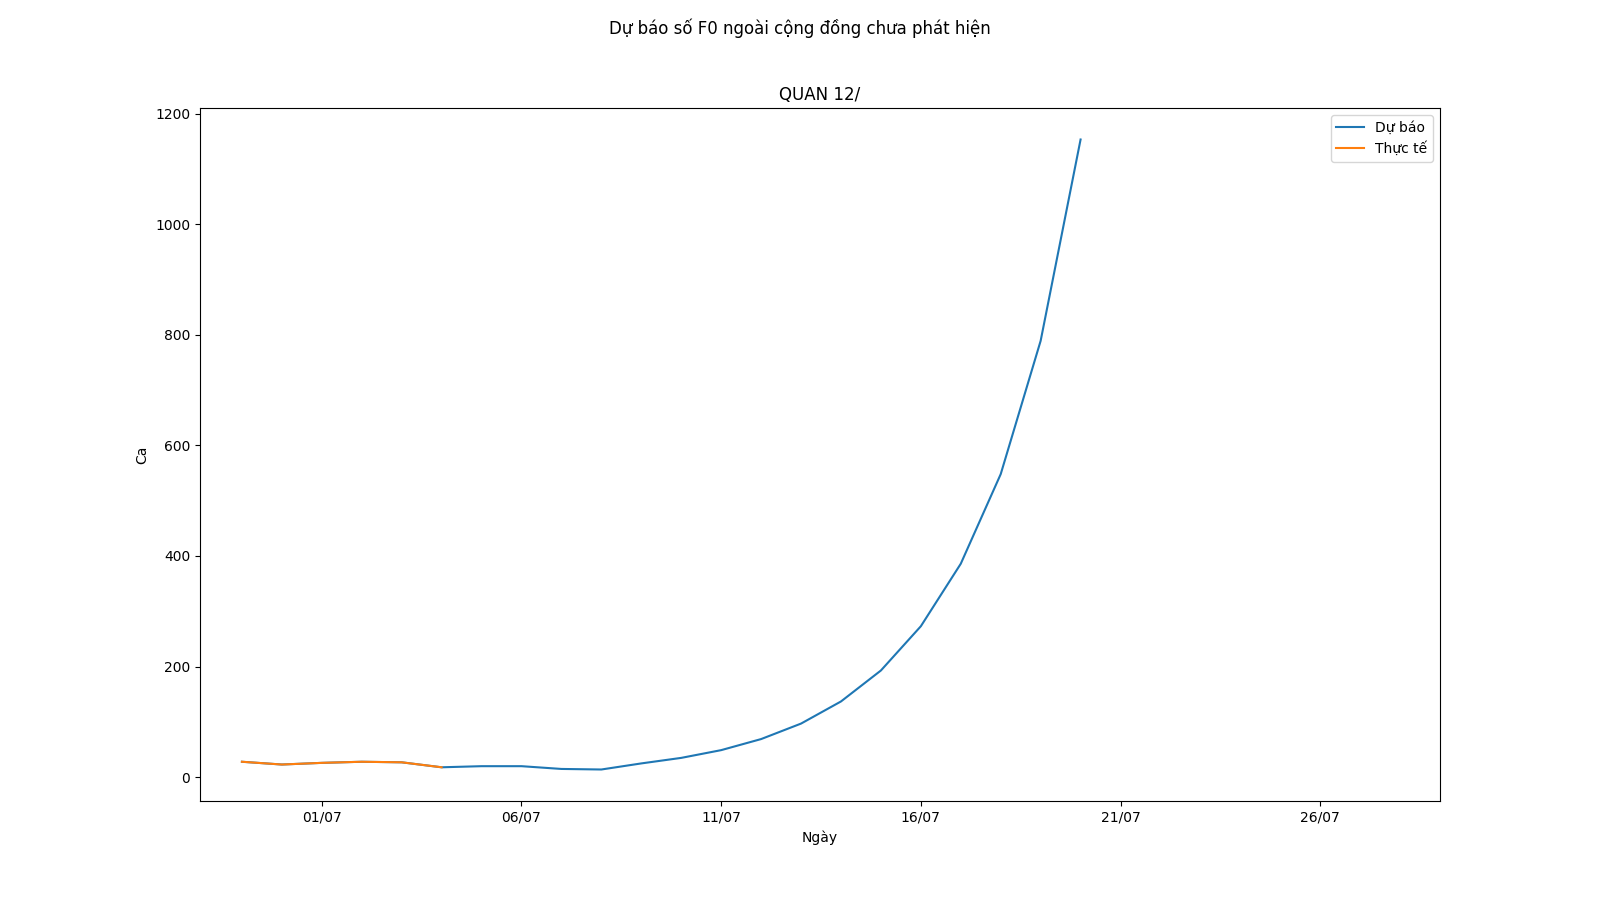 Dự báo số F0 ngoài cộng đồng chưa phát hiện
QUAN 12/
1200
1000
800
600
400
200
0
Ca
Dự báo
Thực tế
01/07 06/07 11/07 16/07 21/07 26/07
Ngày